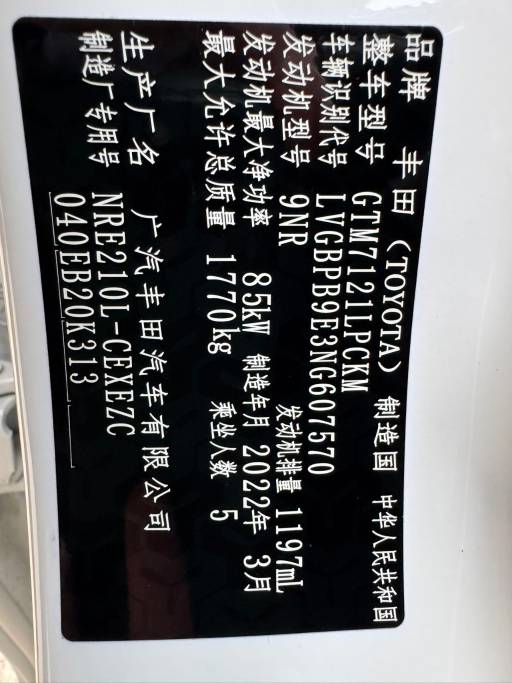 品牌 丰田（TOYOTA） 制造国 中华人民共和国
整车型号 GTM7121LPCKM
车辆识别代号 LVGBPB9E3NG607570
发动机型号 9NR 发动机排量 1197mL
发动机最大净功率 85kW 制造年月 2022年 3月
最大允许总质量 1770kg 乘坐人数 5
生产厂名 广汽丰田汽车有限公司
制造厂专用号 NRE210L-CEXEZC
040EB20K313